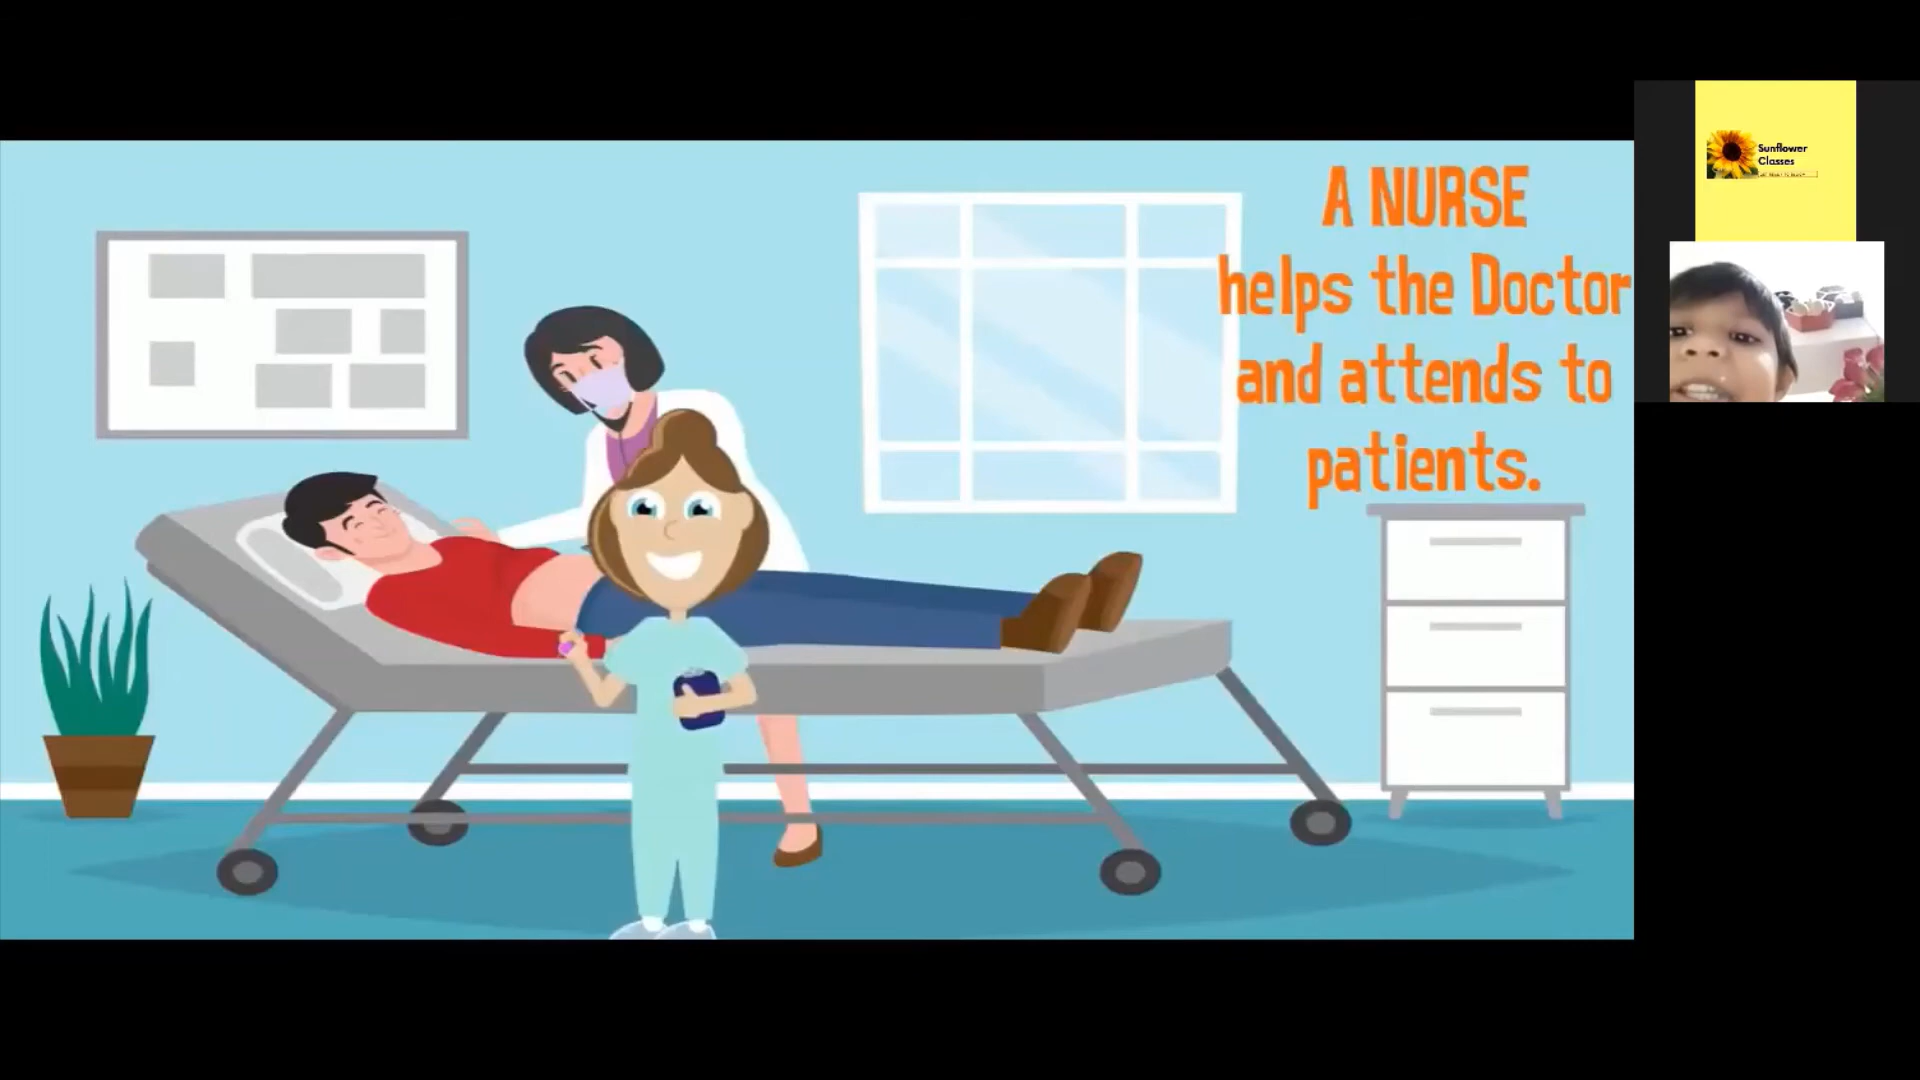 A NURSE
helps the Doctor
and attends to
patients.
Sunflower
Classes